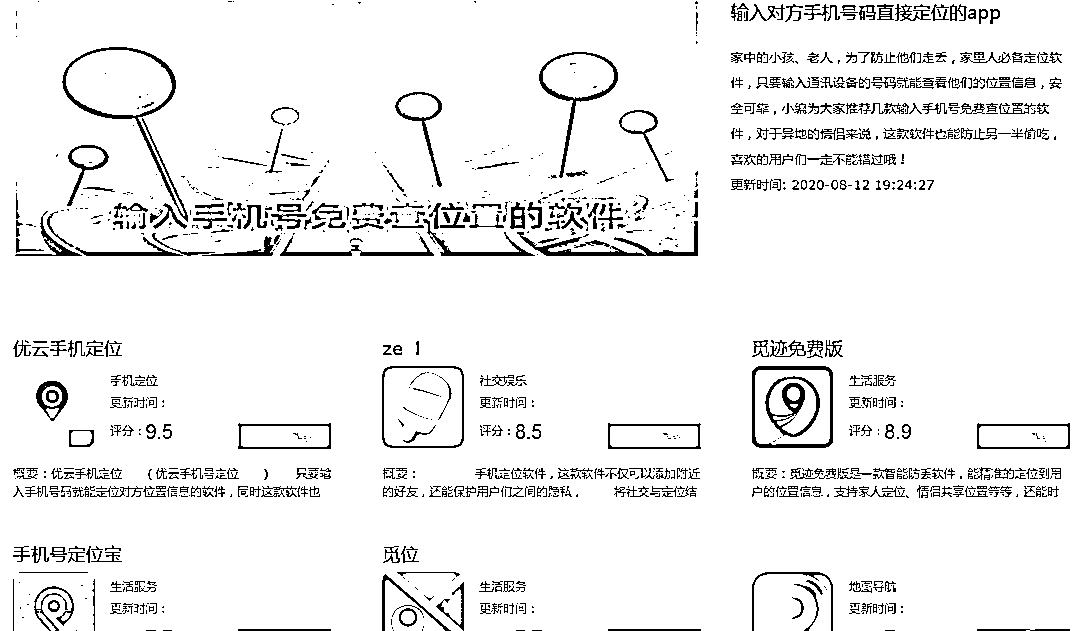 输入对方手机号码直接定位的app
家中的小孩、老人，为了防止他们走丢，家里人必备定位软
件，只要输入通讯设备的号码就能查看他们的位置信息，安
全可靠，小编为大家推荐几款输入手机号免费查位置的软
件，对于异地的情侣来说，这款软件也能防止另一半偷吃，
喜欢的用户们一定不能错过哦！
更新时间: 2020-08-12 19:24:27
输入手机号免费查位置的软件
优云手机定位
手机定位
更新时间：
评分：9.5
概要：优云手机定位 （优云手机号定位 ） 只要输
入手机号码就能定位对方位置信息的软件，同时这款软件也
ze l
社交娱乐
更新时间：
评分：8.5
概要： 手机定位软件，这款软件不仅可以添加附近
的好友，还能保护用户们之间的隐私， 将社交与定位结
觅迹免费版
生活服务
更新时间：
评分：8.9
概要：觅迹免费版是一款智能防丢软件，能精准的定位到用
户的位置信息，支持家人定位、情侣共享位置等等，还能时
手机号定位宝
生活服务
更新时间：
觅位
生活服务
更新时间：
地图导航
更新时间：